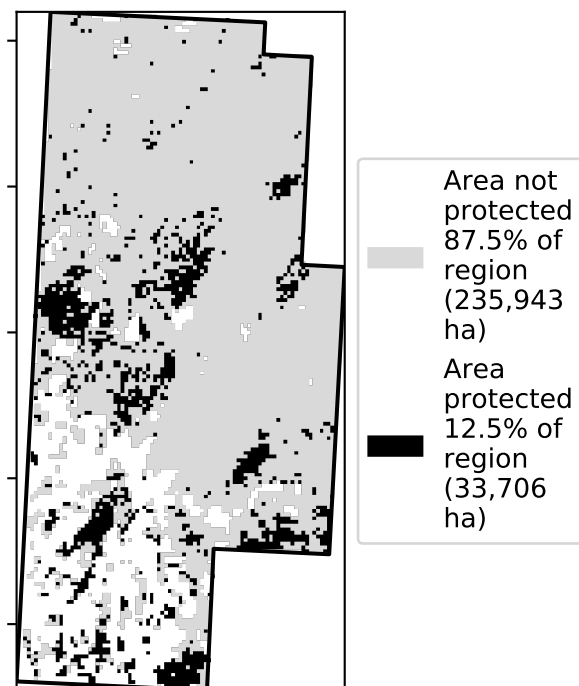 Area not
protected
87.5% of
region
(235,943
ha)
Area
protected
12.5% of
region
(33,706
ha)